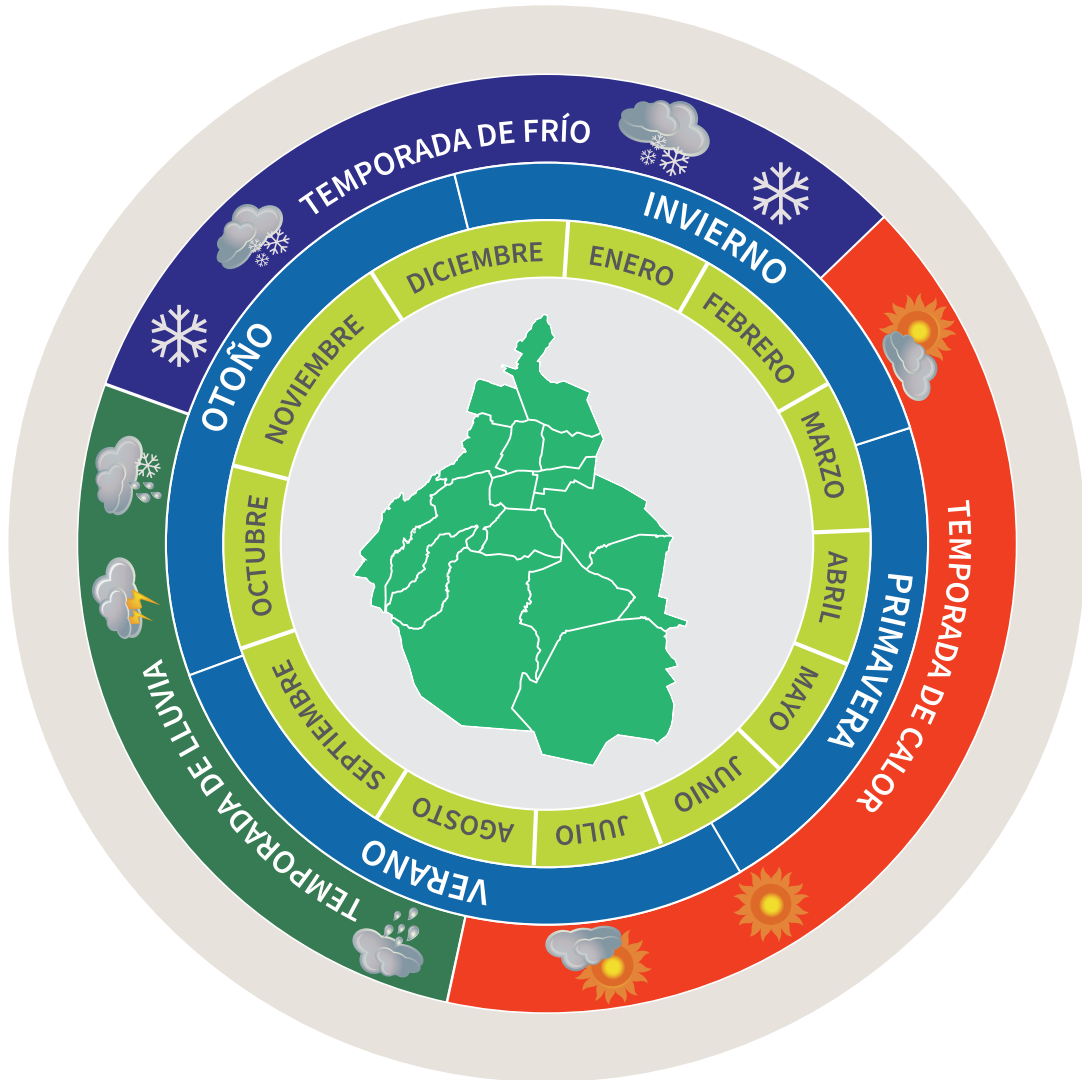 TEMPORADA DE FRÍO
TEMPORADA DE CALOR
TEMPORADA DE LLUVIA
INVIERNO
PRIMAVERA
VERANO
OTOÑO
ENERO
FEBRERO
MARZO
ABRIL
MAYO
JUNIO
JULIO
AGOSTO
SEPTIEMBRE
OCTUBRE
NOVIEMBRE
DICIEMBRE